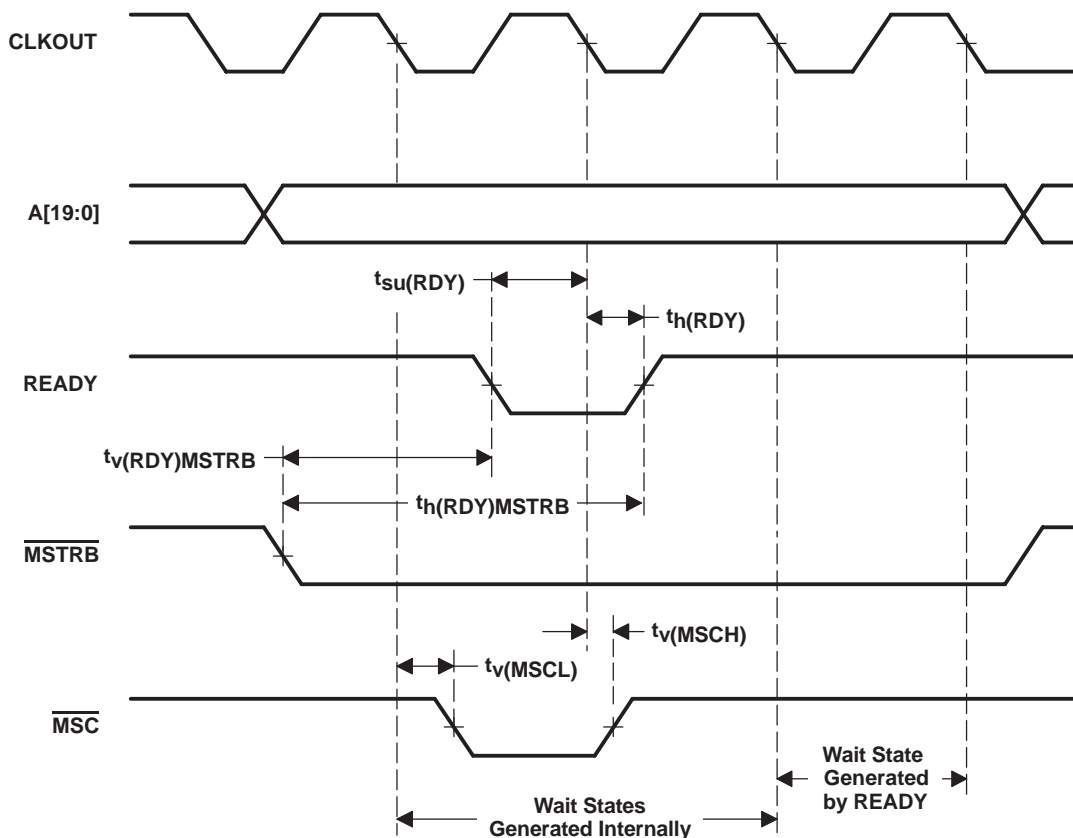 CLKOUT
A[19:0]
tsu(RDY)
th(RDY)
READY
tv(RDY)MSTRB
th(RDY)MSTRB
MSTRB
tv(MSCH)
tv(MSCL)
MSC
Wait State
Generated
by READY
Wait States
Generated Internally